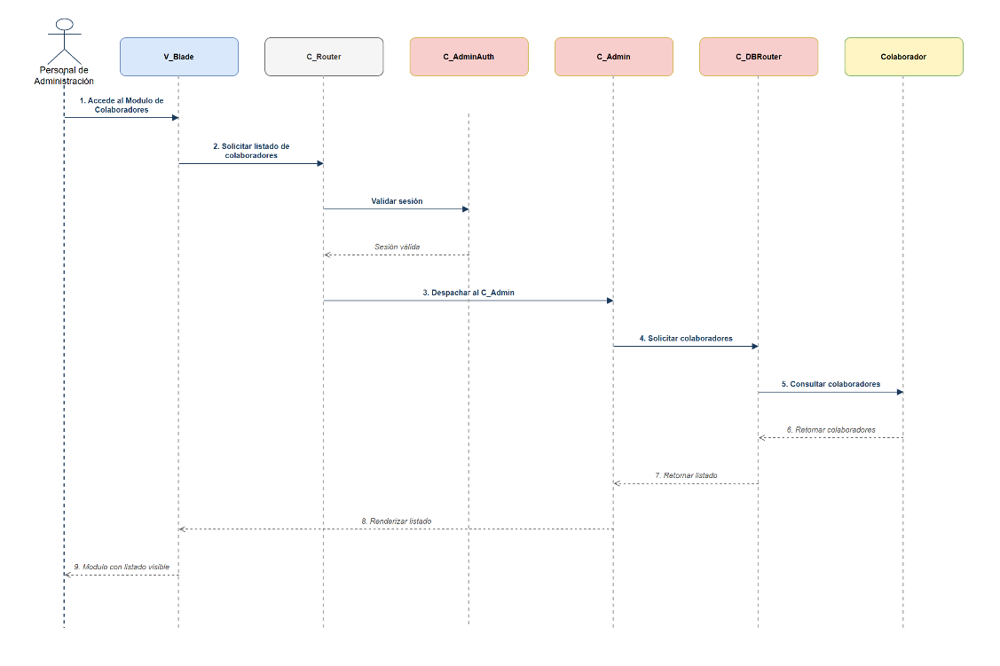 Personal de
Administración
V_Blade
C_Router
C_AdminAuth
C_Admin
C_DBRouter
Colaborador
1. Accede al Modulo de
Colaboradores
2. Solicitar listado de
colaboradores
Validar sesión
Sesión válida
3. Despachar al C_Admin
4. Solicitar colaboradores
5. Consultar colaboradores
6. Retornar colaboradores
7. Retornar listado
8. Renderizar listado
9. Modulo con listado visible